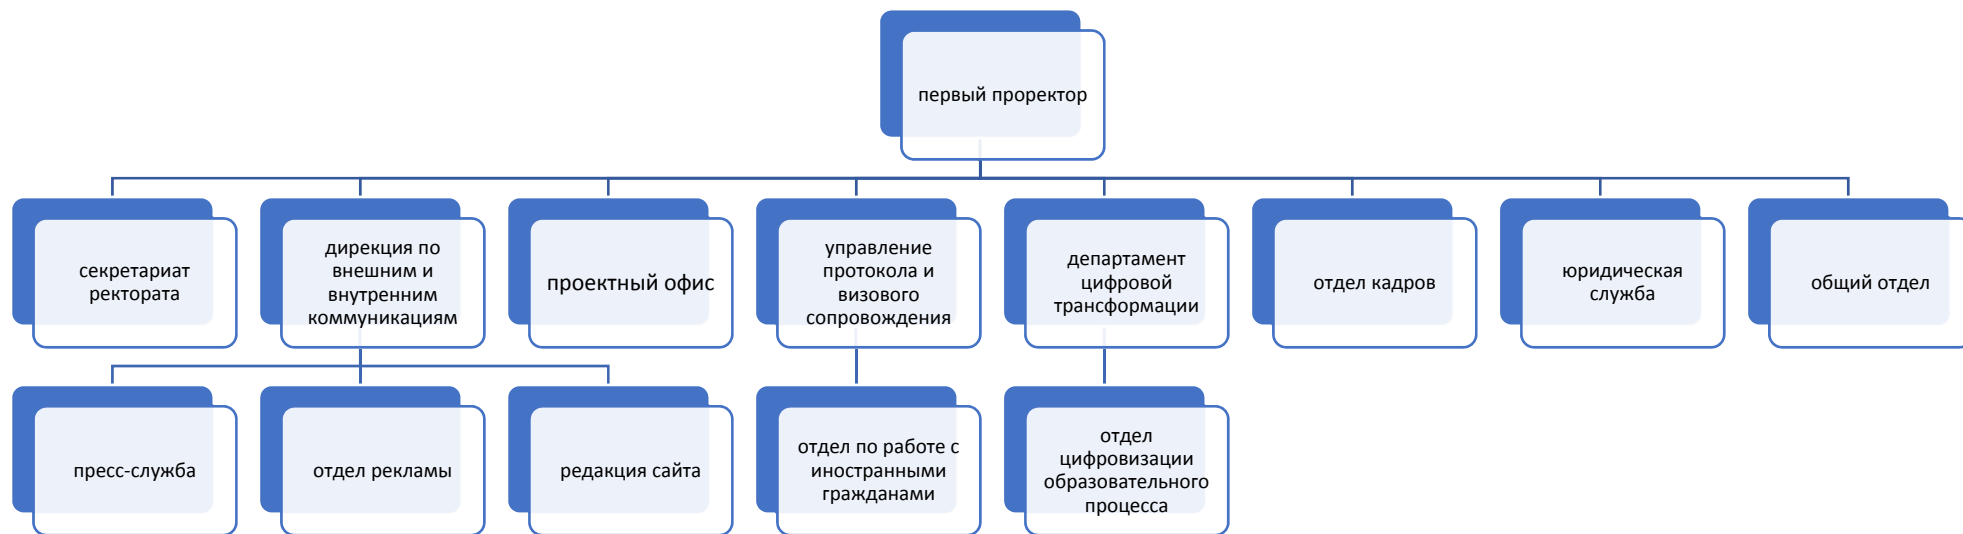 первый проректор
секретариат
ректората
дирекция по
внешним и
внутренним
коммуникациям
проектный офис
управление
протокола и
визового
сопровождения
департамент
цифровой
трансформации
отдел кадров
юридическая
служба
общий отдел
пресс-служба
отдел рекламы
редакция сайта
отдел по работе с
иностранными
гражданами
отдел
цифровизации
образовательного
процесса